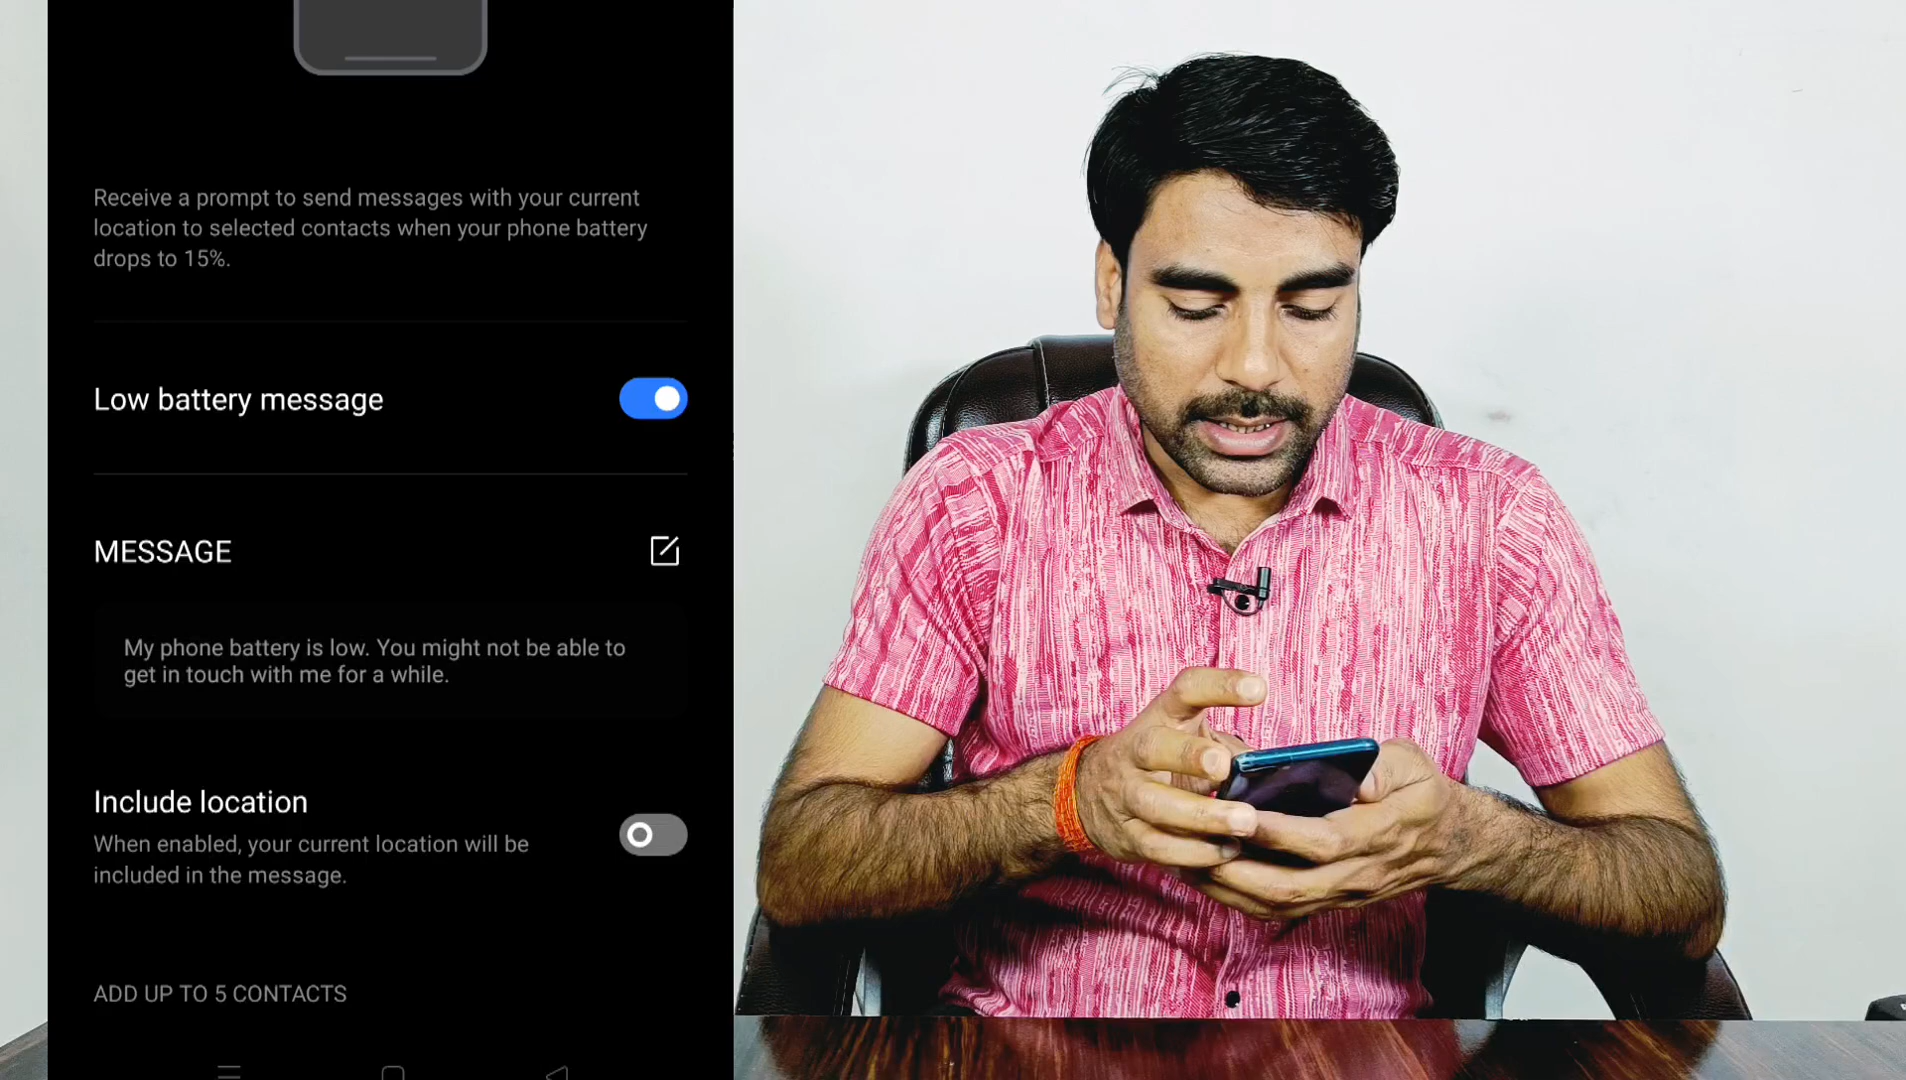 Receive a prompt to send messages with your current
location to selected contacts when your phone battery
drops to 15%.
Low battery message
MESSAGE
My phone battery is low. You might not be able to
get in touch with me for a while.
Include location
When enabled, your current location will be
included in the message.
ADD UP TO 5 CONTACTS